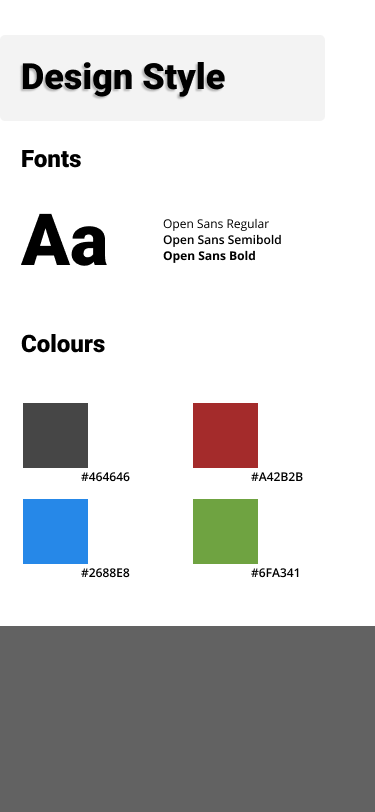 Design Style
Fonts
Aa
Open Sans Regular
Open Sans Semibold
Open Sans Bold
Colours
#464646
#A42B2B
#2688E8
#6FA341